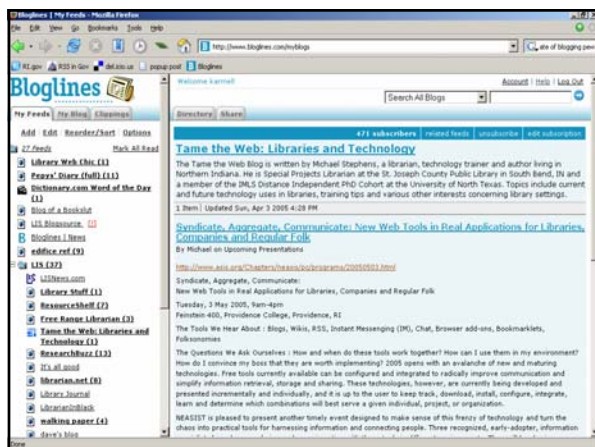 Bloglines | My Feeds - Mozilla Firefox
File Edit View Go Bookmarks Tools Help
http://www.bloglines.com/myblogs
ate of blogging pew
RI.gov RSS in Gov del.icio.us popup post Bloglines
Bloglines
Welcome karmell
Account | Help | Log Out
Search All Blogs
My Feeds My Blog Clippings
Directory Share
Add Edit Reorder/Sort Options
27 feeds Mark All Read
Library Web Chic (1)
Pepys' Diary (full) (11)
Dictionary.com Word of the Day (1)
Blog of a Bookslut
LIS Blogsource [!]
Bloglines | News
edifice ref (9)
LIS (37)
LISNews.com
Library Stuff (1)
ResourceShelf (7)
Free Range Librarian (3)
Tame the Web: Libraries and
Technology (1)
ResearchBuzz (13)
It's all good
librarian.net (8)
Library Journal
LibrarianInBlack
walking paper (4)
dave's blog
471 subscribers | related feeds | unsubscribe | edit subscription
Tame the Web: Libraries and Technology
The Tame the Web Blog is written by Michael Stephens, a librarian, technology trainer and author living in
Northern Indiana. He is Special Projects Librarian at the St. Joseph County Public Library in South Bend, IN and
a member of the IMLS Distance Independent PhD Cohort at the University of North Texas. Topics include current
and future technology uses in libraries, training tips and various other interests concerning library settings.
1 Item | Updated Sun, Apr 3 2005 4:28 PM
Syndicate, Aggregate, Communicate: New Web Tools in Real Applications for Libraries,
Companies and Regular Folk
By Michael on Upcoming Presentations
http://www.asis.org/Chapters/neasis/pc/programs/20050503.html
Syndicate, Aggregate, Communicate:
New Web Tools in Real Applications for Libraries, Companies and Regular Folk
Tuesday, 3 May 2005, 9am-4pm
Feinstein-400, Providence College, Providence, RI
The Tools We Hear About : Blogs, Wikis, RSS, Instant Messenging (IM), Chat, Browser add-ons, Bookmarklets,
Folksonomies
The Questions We Ask Ourselves : How and when do these tools work together? How can I use them in my environment?
How do I convince my boss that they are worth implementing? 2005 opens with an avalanche of new and maturing
technologies. Free tools currently available can be configured and integrated to radically improve communication and
simplify information retrieval, storage and sharing. These technologies, however, are currently being developed and
presented incrementally and individually, and it is up to the user to keep track, download, install, configure, integrate,
learn and determine which combinations will best serve a given individual, project, or organization.
NEASIST is pleased to present another timely event designed to make sense of this frenzy of technology and turn the
chaos into practical tools for harnessing information and connecting people. Three recognized, early-adopter, information
Done